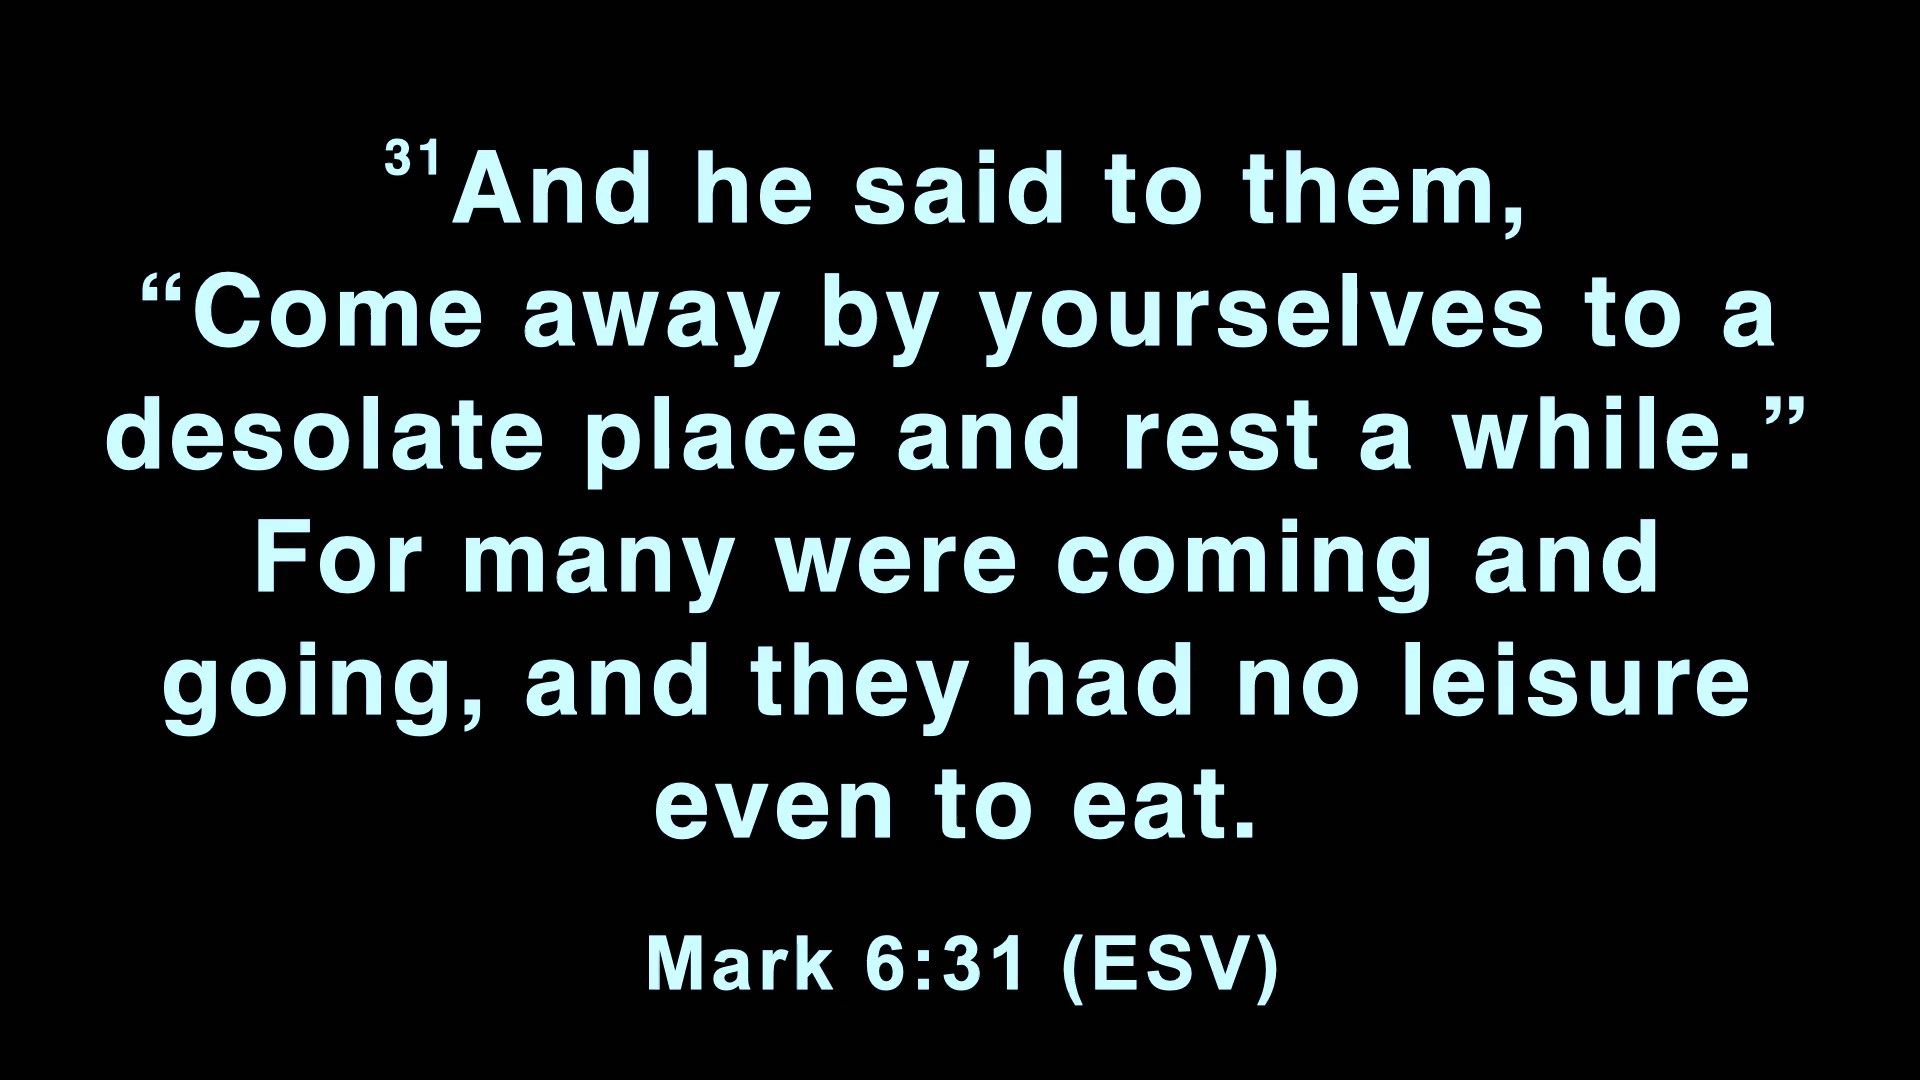 31And he said to them,
“Come away by yourselves to a
desolate place and rest a while.”
For many were coming and
going, and they had no leisure
even to eat.
Mark 6:31 (ESV)